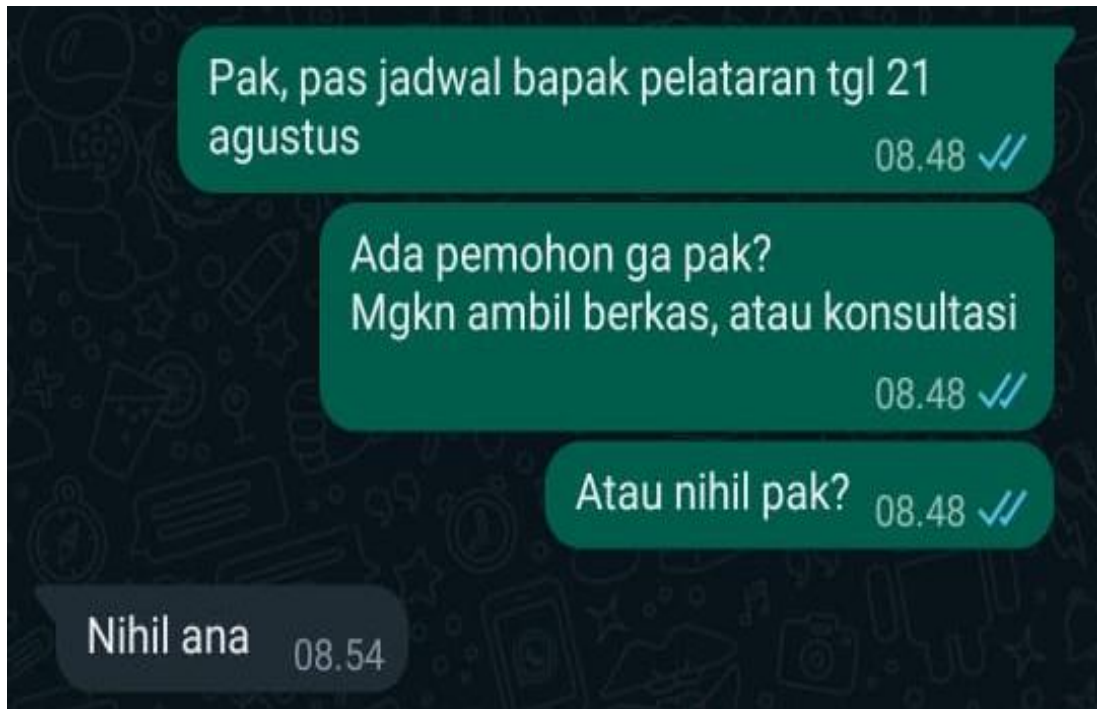 Pak, pas jadwal bapak pelataran tgl 21
agustus
08.48
Ada pemohon ga pak?
Mgkn ambil berkas, atau konsultasi
08.48
Atau nihil pak? 08.48
Nihil ana 08.54